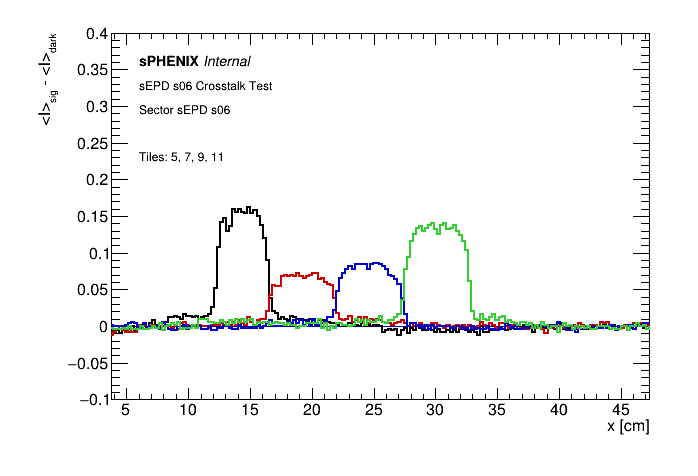 <I>sig - <I>dark
0.4
0.35
0.3
0.25
0.2
0.15
0.1
0.05
0
−0.05
−0.1
sPHENIX Internal
sEPD s06 Crosstalk Test
Sector sEPD s06
Tiles: 5, 7, 9, 11
5 10 15 20 25 30 35 40 45
x [cm]